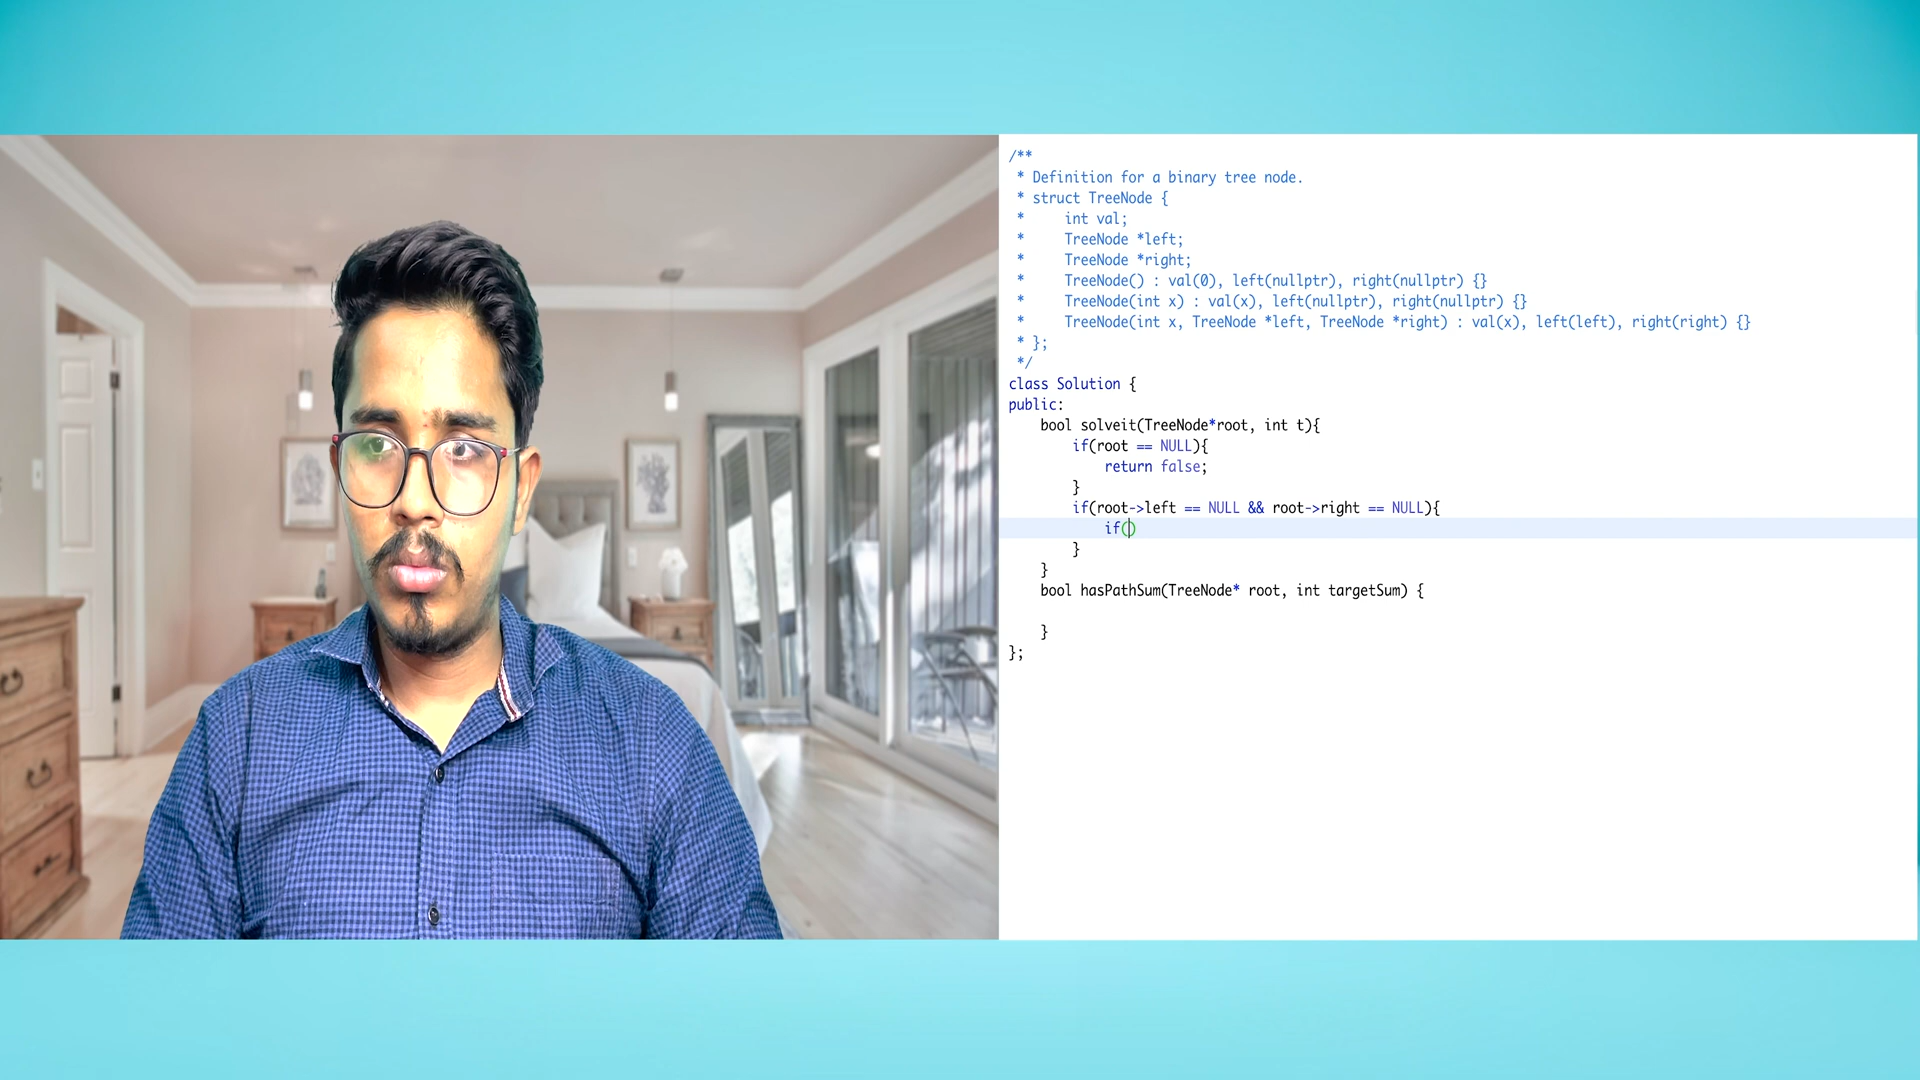 /**
 * Definition for a binary tree node.
 * struct TreeNode {
 *     int val;
 *     TreeNode *left;
 *     TreeNode *right;
 *     TreeNode() : val(0), left(nullptr), right(nullptr) {}
 *     TreeNode(int x) : val(x), left(nullptr), right(nullptr) {}
 *     TreeNode(int x, TreeNode *left, TreeNode *right) : val(x), left(left), right(right) {}
 * };
 */
class Solution {
public:
    bool solveit(TreeNode*root, int t){
        if(root == NULL){
            return false;
        }
        if(root->left == NULL && root->right == NULL){
            if()
        }
    }
    bool hasPathSum(TreeNode* root, int targetSum) {
    }
};